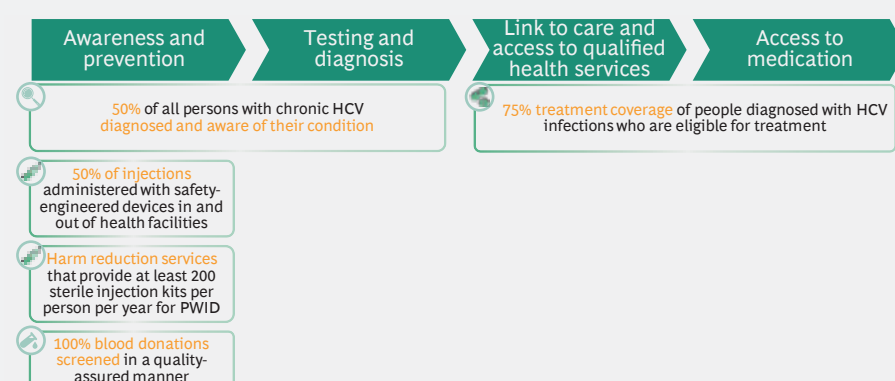 Awareness and
prevention
Testing and
diagnosis
Link to care and
access to qualified
health services
Access to
medication
50% of all persons with chronic HCV
diagnosed and aware of their condition
75% treatment coverage of people diagnosed with HCV
infections who are eligible for treatment
50% of injections
administered with safety-
engineered devices in and
out of health facilities
Harm reduction services
that provide at least 200
sterile injection kits per
person per year for PWID
100% blood donations
screened in a quality-
assured manner